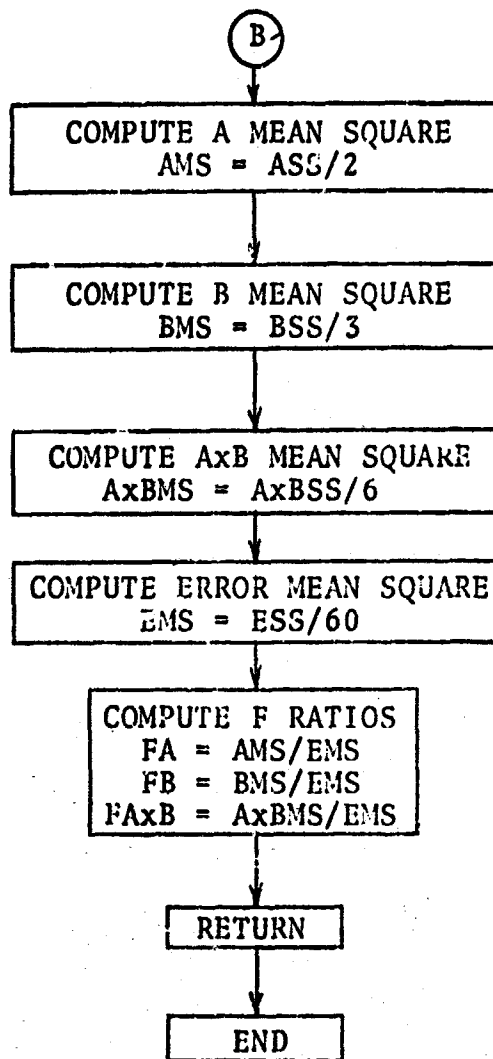 B
COMPUTE A MEAN SQUARE
AMS = ASS/2
COMPUTE B MEAN SQUARE
BMS = BSS/3
COMPUTE AxB MEAN SQUARE
AxBMS = AxBSS/6
COMPUTE ERROR MEAN SQUARE
EMS = ESS/60
COMPUTE F RATIOS
FA = AMS/EMS
FB = BMS/EMS
FAxB = AxBMS/EMS
RETURN
END